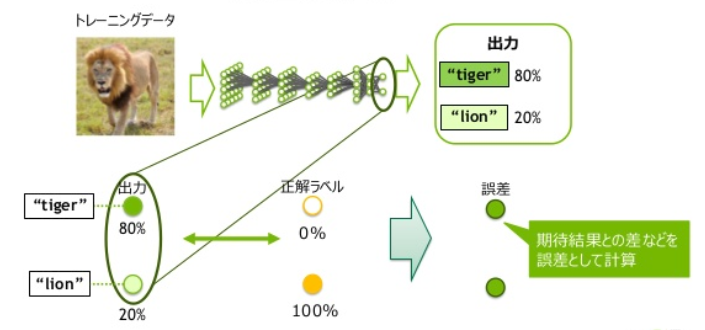 トレーニングデータ
出力
“tiger” 80%
“lion” 20%
出力
正解ラベル
誤差
“tiger”
80%
0%
期待結果との差などを
誤差として計算
“lion”
20%
100%